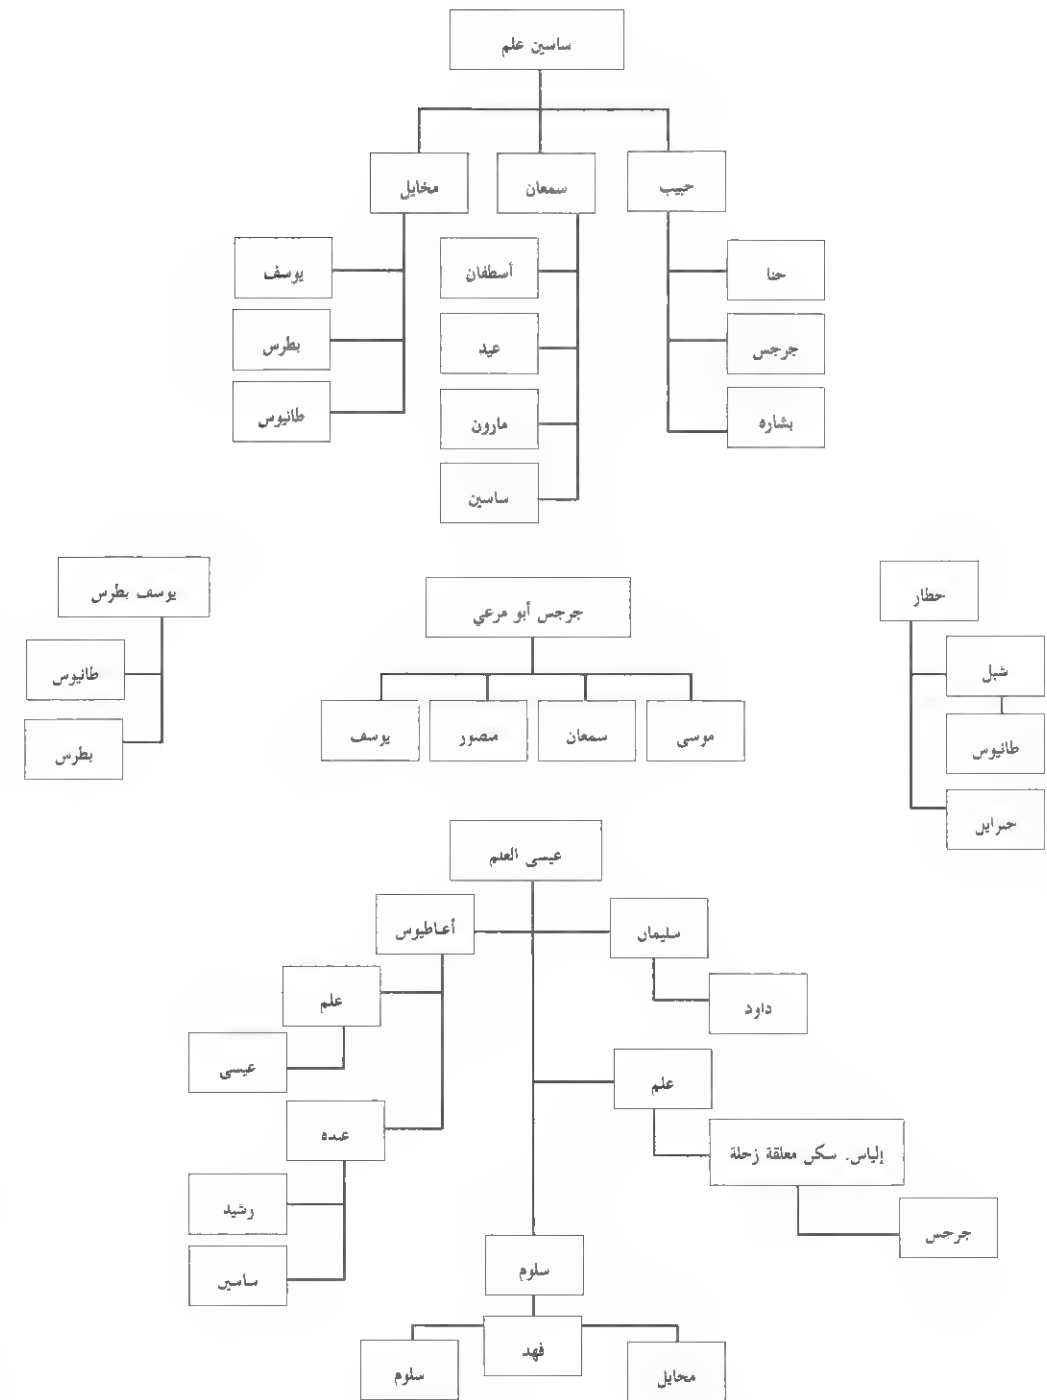 ساسين علم
حبيب
سمعان
مخايل
حنا
جرجس
بشاره
أسطفان
عيد
مارون
ساسين
يوسف
بطرس
طانيوس
حطار
شبل
طانيوس
جبرايل
جرجس أبو مرعي
موسى
سمعان
منصور
يوسف
يوسف بطرس
طانيوس
بطرس
عيسى العلم
سليمان
داود
علم
إلياس. سكن معلقة زحلة
جرجس
أغناطيوس
علم
عيسى
عبده
رشيد
ساسين
سلوم
مخايل
فهد
سلوم